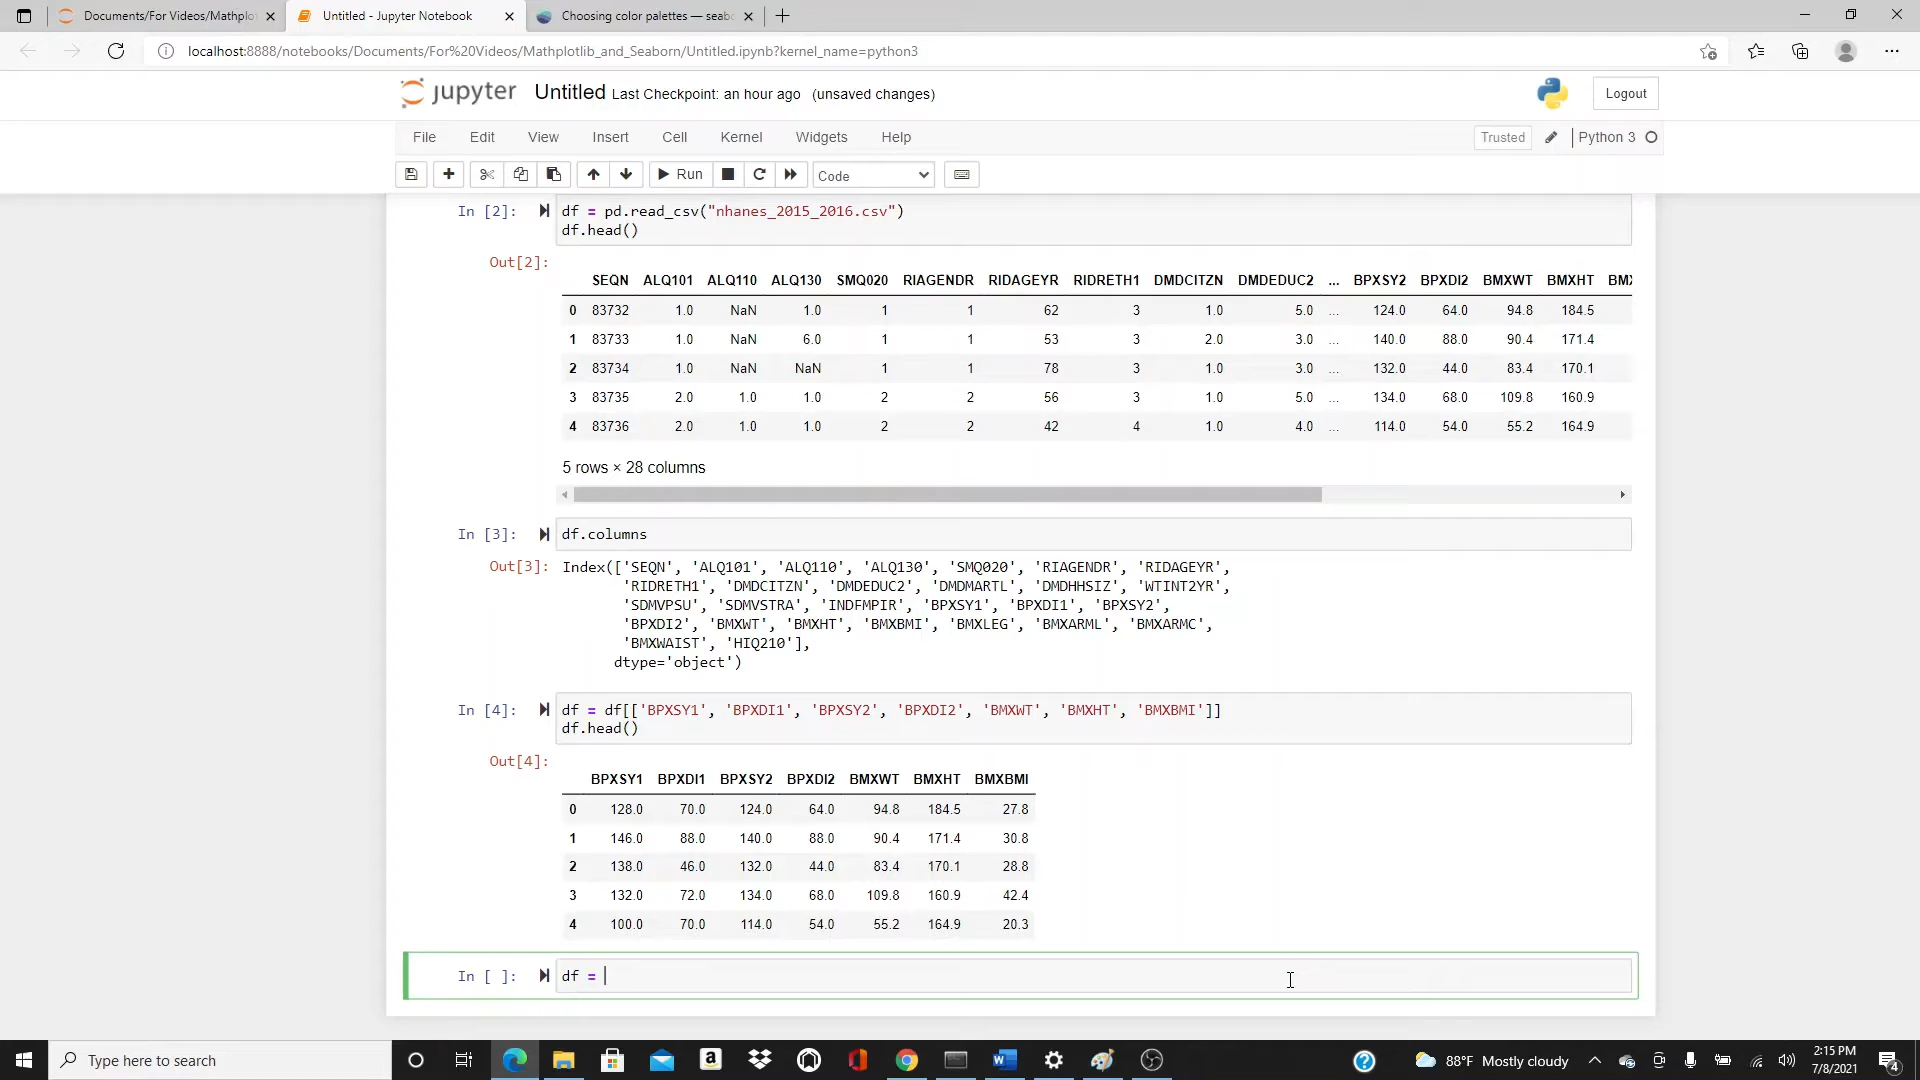 Documents/For Videos/Mathplot
Untitled - Jupyter Notebook
Choosing color palettes — seabo
localhost:8888/notebooks/Documents/For%20Videos/Mathplotlib_and_Seaborn/Untitled.ipynb?kernel_name=python3
jupyter Untitled Last Checkpoint: an hour ago (unsaved changes)
Logout
File Edit View Insert Cell Kernel Widgets Help
Trusted Python 3
Run Code
In [2]: df = pd.read_csv("nhanes_2015_2016.csv")
df.head()
Out[2]:
SEQN ALQ101 ALQ110 ALQ130 SMQ020 RIAGENDR RIDAGEYR RIDRETH1 DMDCITZN DMDEDUC2 ... BPXSY2 BPXDI2 BMXWT BMXHT BMX
0 83732 1.0 NaN 1.0 1 1 62 3 1.0 5.0 ... 124.0 64.0 94.8 184.5
1 83733 1.0 NaN 6.0 1 1 53 3 2.0 3.0 ... 140.0 88.0 90.4 171.4
2 83734 1.0 NaN NaN 1 1 78 3 1.0 3.0 ... 132.0 44.0 83.4 170.1
3 83735 2.0 1.0 1.0 2 2 56 3 1.0 5.0 ... 134.0 68.0 109.8 160.9
4 83736 2.0 1.0 1.0 2 2 42 4 1.0 4.0 ... 114.0 54.0 55.2 164.9
5 rows × 28 columns
In [3]: df.columns
Out[3]: Index(['SEQN', 'ALQ101', 'ALQ110', 'ALQ130', 'SMQ020', 'RIAGENDR', 'RIDAGEYR',
'RIDRETH1', 'DMDCITZN', 'DMDEDUC2', 'DMDMARTL', 'DMDHHSIZ', 'WTINT2YR',
'SDMVPSU', 'SDMVSTRA', 'INDFMPIR', 'BPXSY1', 'BPXDI1', 'BPXSY2',
'BPXDI2', 'BMXWT', 'BMXHT', 'BMXBMI', 'BMXLEG', 'BMXARML', 'BMXARMC',
'BMXWAIST', 'HIQ210'],
dtype='object')
In [4]: df = df[['BPXSY1', 'BPXDI1', 'BPXSY2', 'BPXDI2', 'BMXWT', 'BMXHT', 'BMXBMI']]
df.head()
Out[4]:
BPXSY1 BPXDI1 BPXSY2 BPXDI2 BMXWT BMXHT BMXBMI
0 128.0 70.0 124.0 64.0 94.8 184.5 27.8
1 146.0 88.0 140.0 88.0 90.4 171.4 30.8
2 138.0 46.0 132.0 44.0 83.4 170.1 28.8
3 132.0 72.0 134.0 68.0 109.8 160.9 42.4
4 100.0 70.0 114.0 54.0 55.2 164.9 20.3
In [ ]: df =
Type here to search
88°F Mostly cloudy
2:15 PM
7/8/2021
4